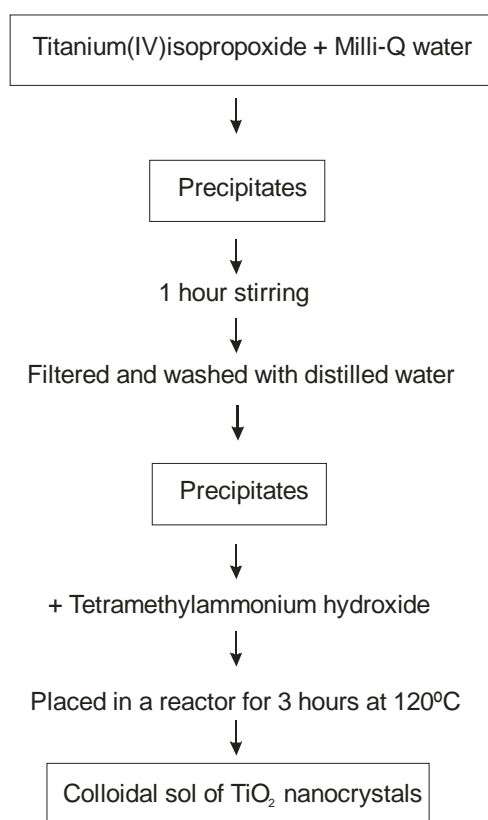 Titanium(IV)isopropoxide + Milli-Q water
Precipitates
1 hour stirring
Filtered and washed with distilled water
Precipitates
+ Tetramethylammonium hydroxide
Placed in a reactor for 3 hours at 120ºC
Colloidal sol of TiO₂ nanocrystals